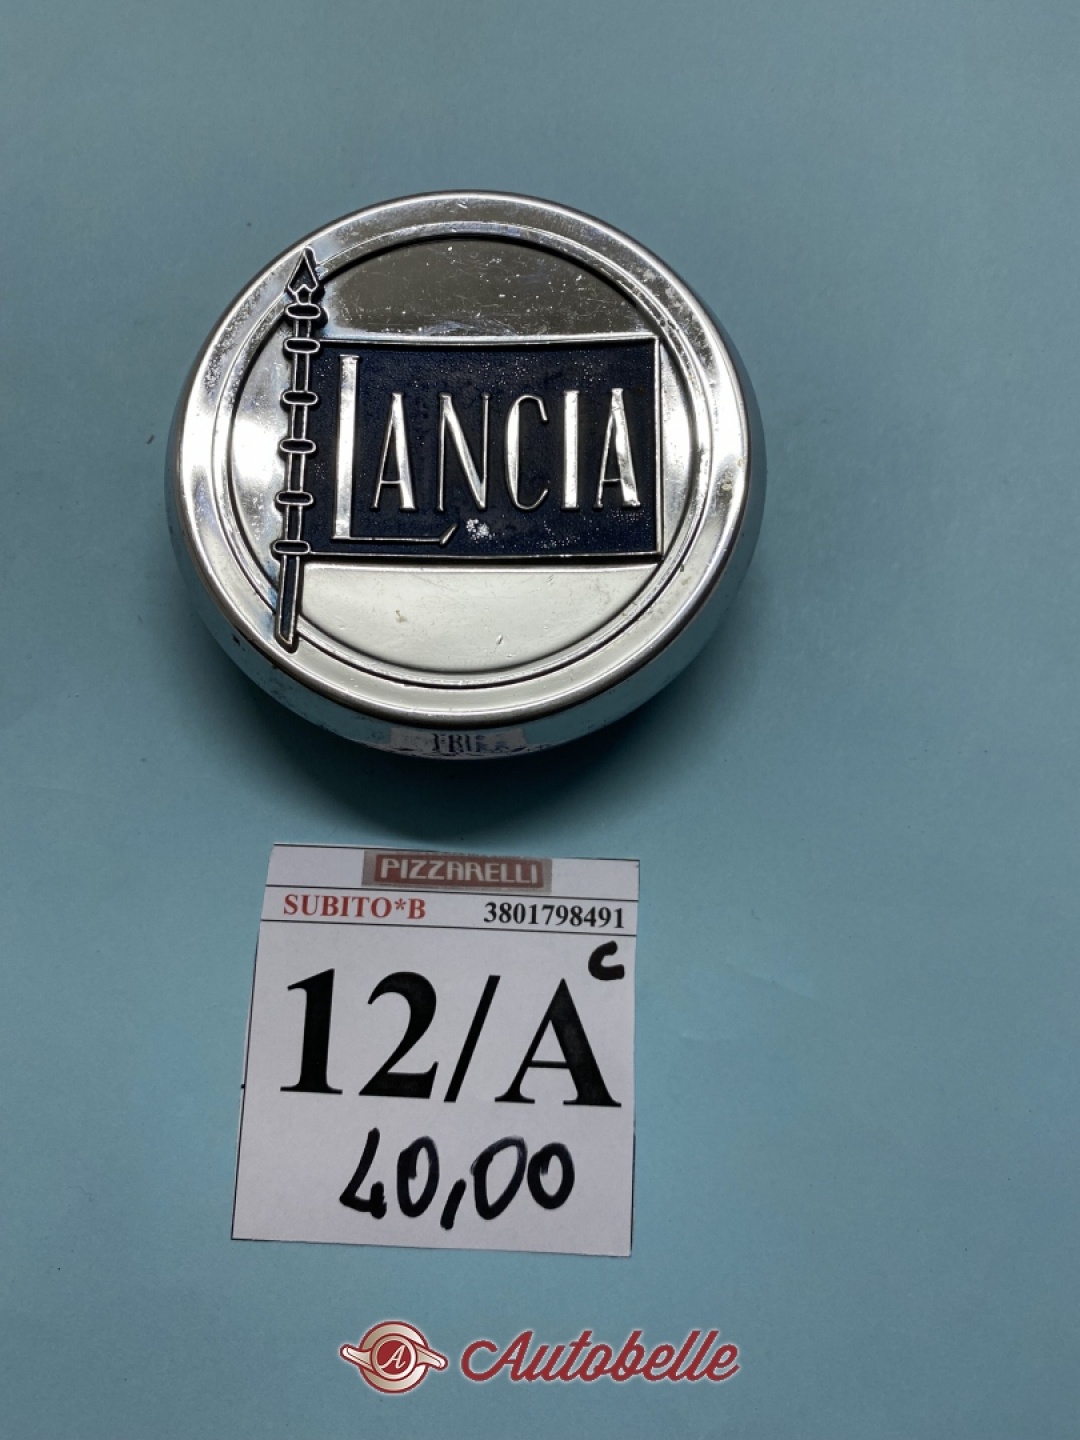 LANCIA
PIZZARELLI
SUBITO*B 3801798491
12/A C
40,00
Autobelle